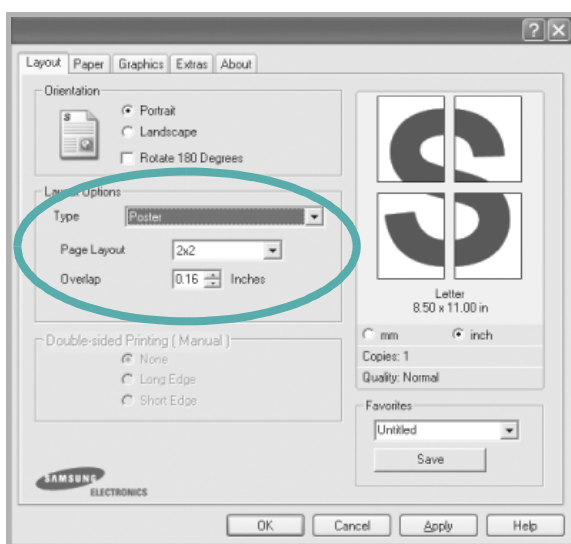 Layout Paper Graphics Extras About
Orientation
S
Portrait
Landscape
Rotate 180 Degrees
Layout Options
Type Poster
Page Layout 2x2
Overlap 0.16 Inches
Double-sided Printing ( Manual )
None
Long Edge
Short Edge
SAMSUNG
ELECTRONICS
S
Letter
8.50 x 11.00 in
mm inch
Copies: 1
Quality: Normal
Favorites
Untitled
Save
OK Cancel Apply Help